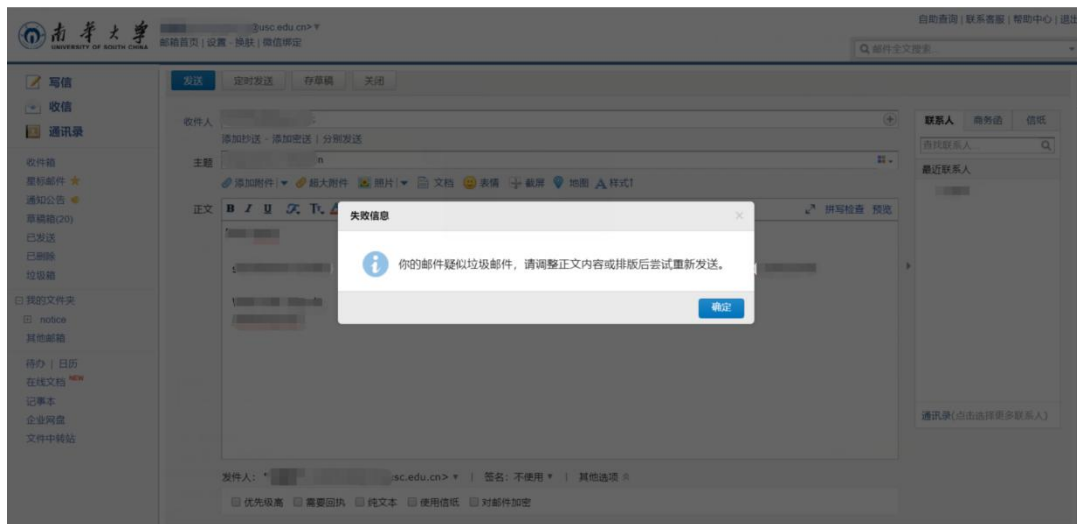 南华大学
UNIVERSITY OF SOUTH CHINA
@usc.edu.cn>
邮箱首页 | 设置 - 换肤 | 微信绑定
自助查询 | 联系客服 | 帮助中心 | 退出
邮件全文搜索...
写信
收信
通讯录
收件箱
星标邮件
通知公告
草稿箱(20)
已发送
已删除
垃圾箱
我的文件夹
notice
其他邮箱
待办 | 日历
在线文档 NEW
记事本
企业网盘
文件中转站
发送 定时发送 存草稿 关闭
收件人
添加抄送 - 添加密送 | 分别发送
主题 n
添加附件 | 超大附件 照片 | 文档 表情 截屏 地图 A 样式↑
正文 B I U 拼写检查 预览
失败信息
你的邮件疑似垃圾邮件，请调整正文内容或排版后尝试重新发送。
确定
联系人 商务函 信纸
查找联系人...
最近联系人
通讯录(点击选择更多联系人)
发件人： sc.edu.cn> | 签名：不使用 | 其他选项
优先级高 需要回执 纯文本 使用信纸 对邮件加密